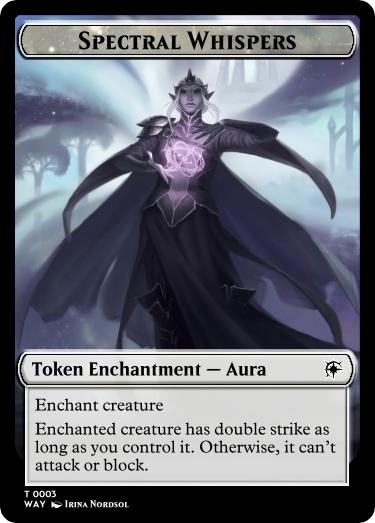 Spectral Whispers
Token Enchantment — Aura
Enchant creature
Enchanted creature has double strike as
long as you control it. Otherwise, it can't
attack or block.
T 0003
WAY Irina Nordsol